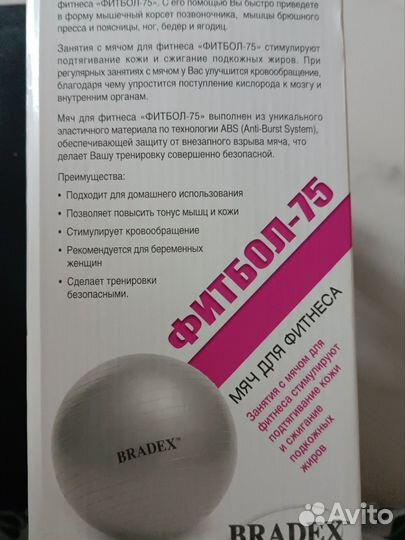 фитнеса «ФИТБОЛ-75». С его помощью Вы быстро приведете
в форму мышечный корсет позвоночника, мышцы брюшного
пресса и поясницы, ног, бедер и ягодиц.
Занятия с мячом для фитнеса «ФИТБОЛ-75» стимулируют
подтягивание кожи и сжигание подкожных жиров. При
регулярных занятиях с мячом у Вас улучшится кровообращение,
благодаря чему упростится поступление кислорода к мозгу и
внутренним органам.
Мяч для фитнеса «ФИТБОЛ-75» выполнен из уникального
эластичного материала по технологии ABS (Anti-Burst System),
обеспечивающей защиту от внезапного взрыва мяча, что
делает Вашу тренировку совершенно безопасной.
Преимущества:
• Подходит для домашнего использования
• Позволяет повысить тонус мышц и кожи
• Стимулирует кровообращение
• Рекомендуется для беременных
женщин
• Сделает тренировки
безопасными.
ФИТБОЛ-75
МЯЧ ДЛЯ ФИТНЕСА
Занятия с мячом для
фитнеса стимулируют
подтягивание кожи
и сжигание
подкожных
жиров
BRADEX™
BRADEX
Avito